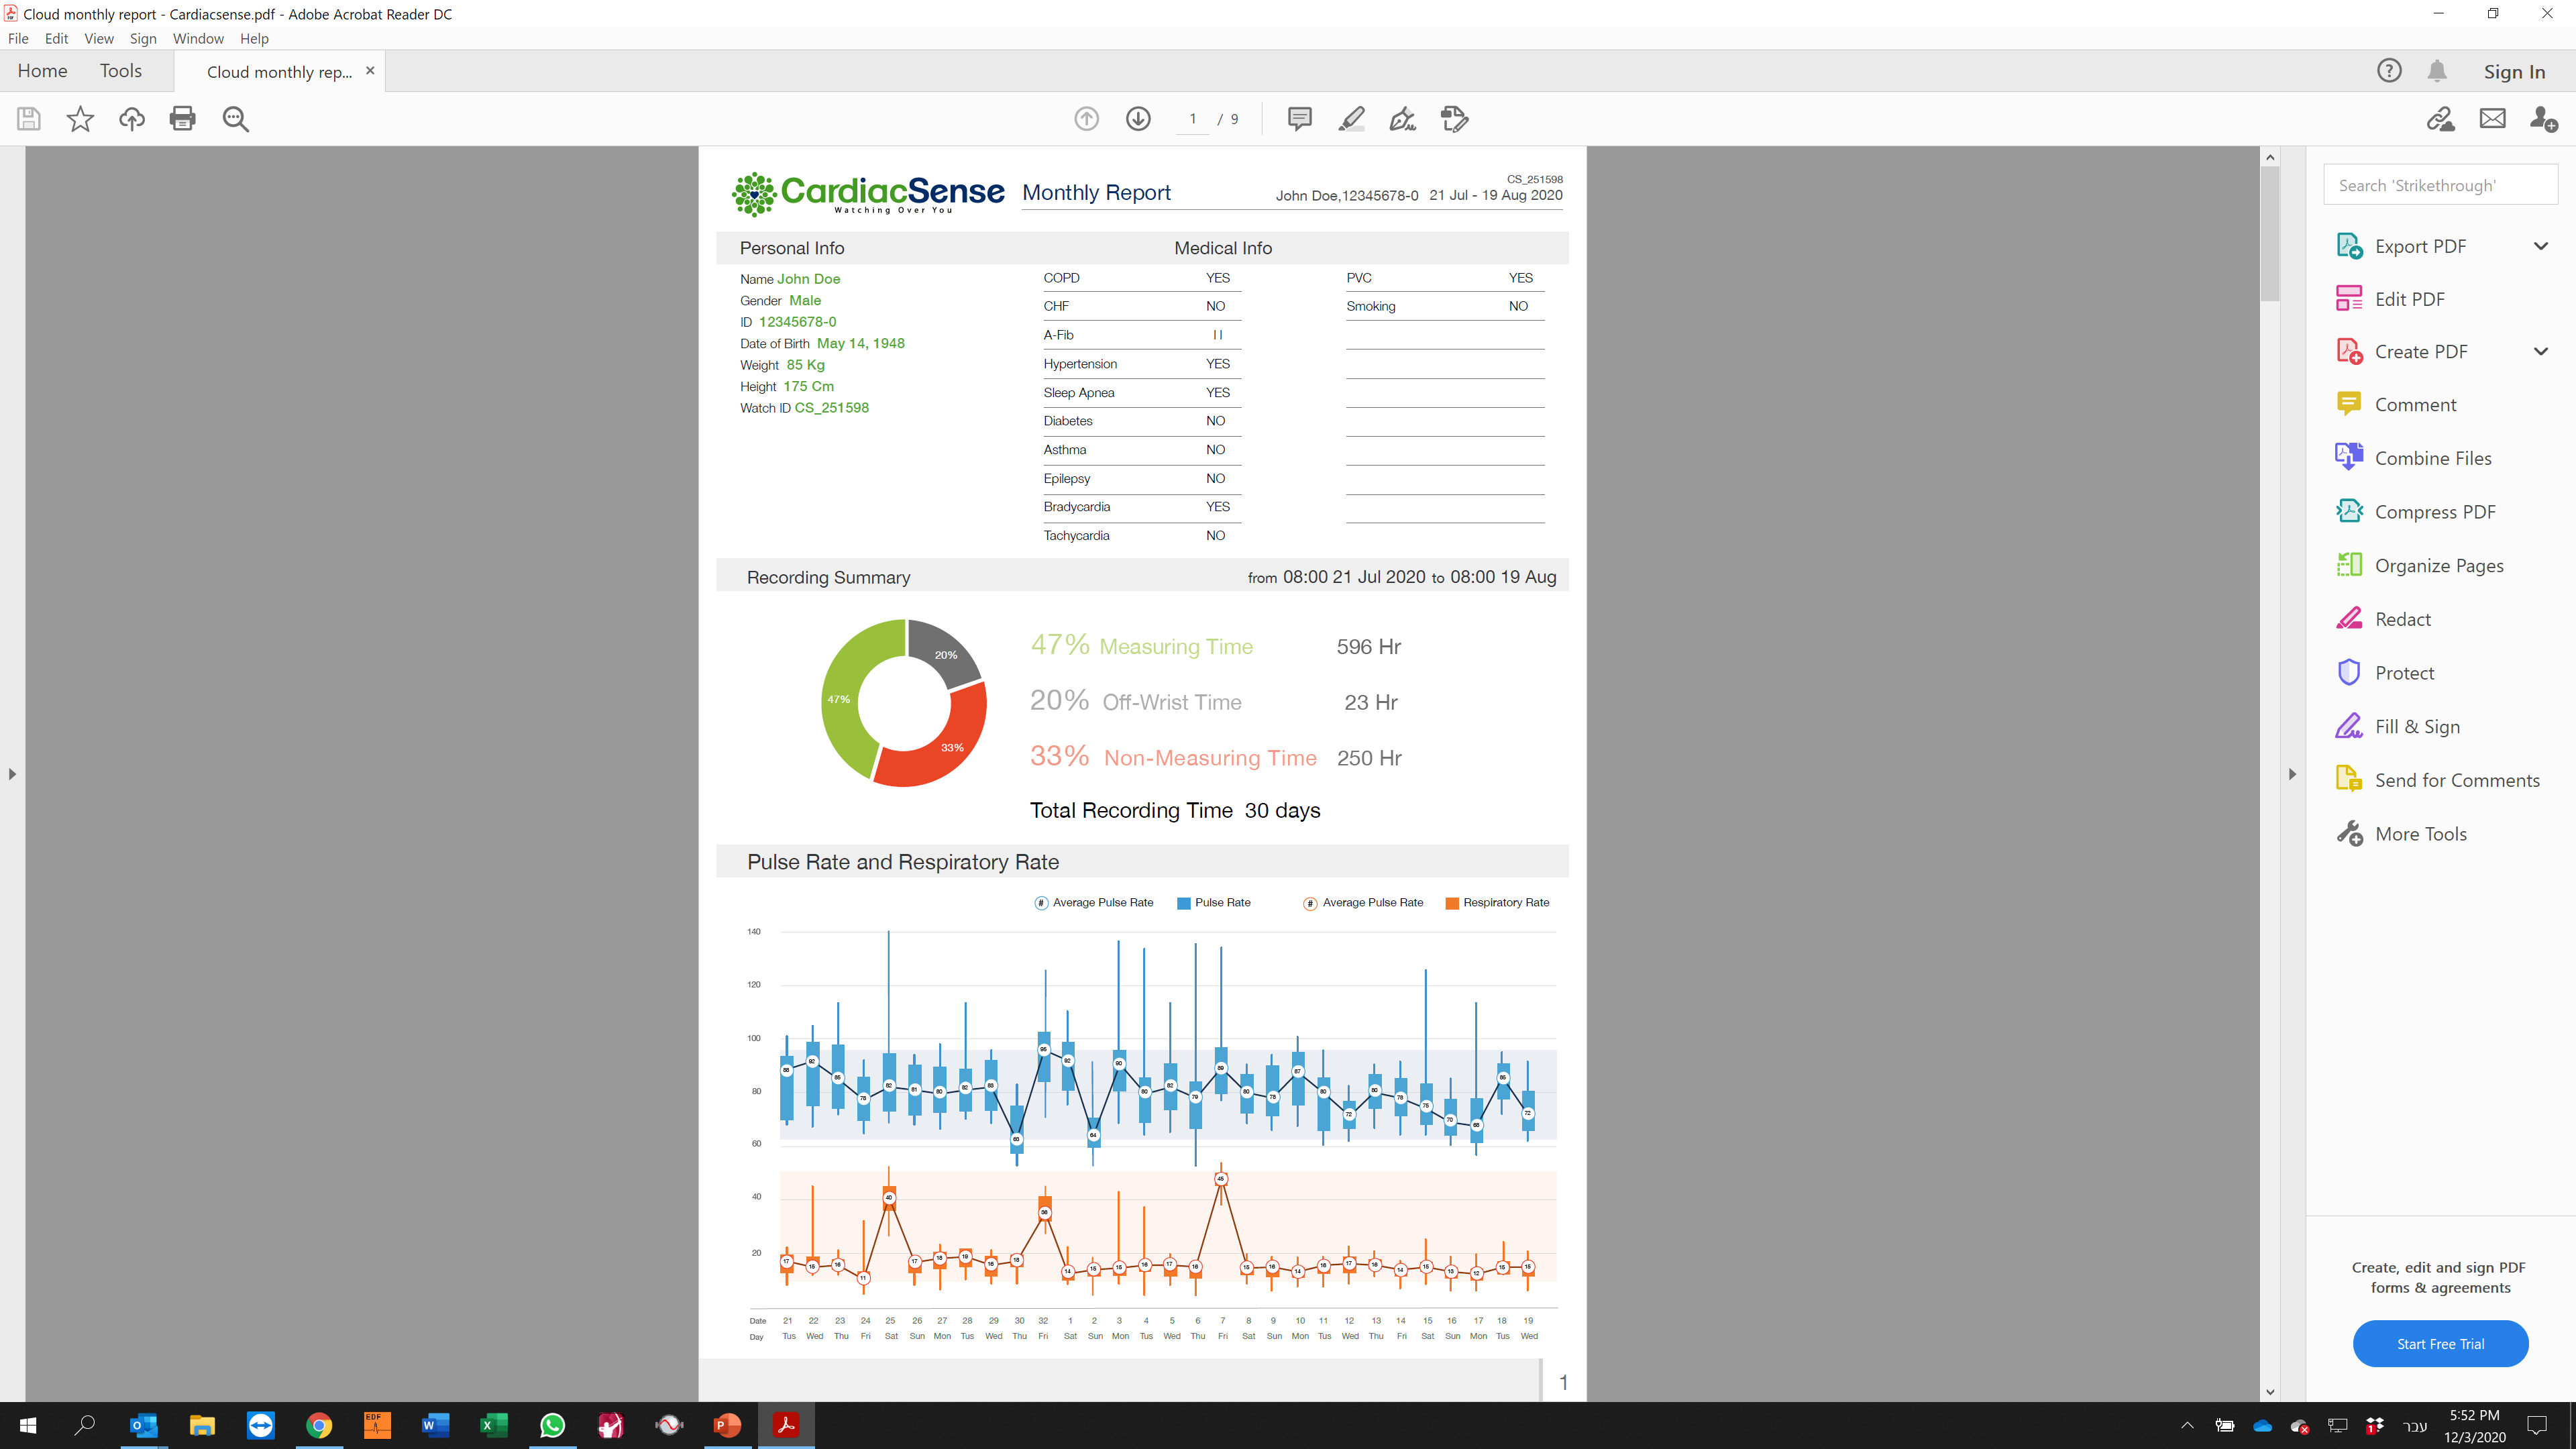 Cloud monthly report - Cardiacsense.pdf - Adobe Acrobat Reader DC
File Edit View Sign Window Help
Home Tools Cloud monthly rep... × Sign In
1 / 9
CardiacSense
Watching Over You
Monthly Report
CS_251598
John Doe,12345678-0 21 Jul - 19 Aug 2020
Personal Info Medical Info
Name John Doe
Gender Male
ID 12345678-0
Date of Birth May 14, 1948
Weight 85 Kg
Height 175 Cm
Watch ID CS_251598
COPD YES
CHF NO
A-Fib I I
Hypertension YES
Sleep Apnea YES
Diabetes NO
Asthma NO
Epilepsy NO
Bradycardia YES
Tachycardia NO
PVC YES
Smoking NO
Recording Summary from 08:00 21 Jul 2020 to 08:00 19 Aug
20%
47%
33%
47% Measuring Time 596 Hr
20% Off-Wrist Time 23 Hr
33% Non-Measuring Time 250 Hr
Total Recording Time 30 days
Pulse Rate and Respiratory Rate
# Average Pulse Rate Pulse Rate # Average Pulse Rate Respiratory Rate
140
120
100
80
60
40
20
Date 21 22 23 24 25 26 27 28 29 30 32 1 2 3 4 5 6 7 8 9 10 11 12 13 14 15 16 17 18 19
Day Tus Wed Thu Fri Sat Sun Mon Tus Wed Thu Fri Sat Sun Mon Tus Wed Thu Fri Sat Sun Mon Tus Wed Thu Fri Sat Sun Mon Tus Wed
1
Search 'Strikethrough'
Export PDF
Edit PDF
Create PDF
Comment
Combine Files
Compress PDF
Organize Pages
Redact
Protect
Fill & Sign
Send for Comments
More Tools
Create, edit and sign PDF
forms & agreements
Start Free Trial
עבר
5:52 PM
12/3/2020